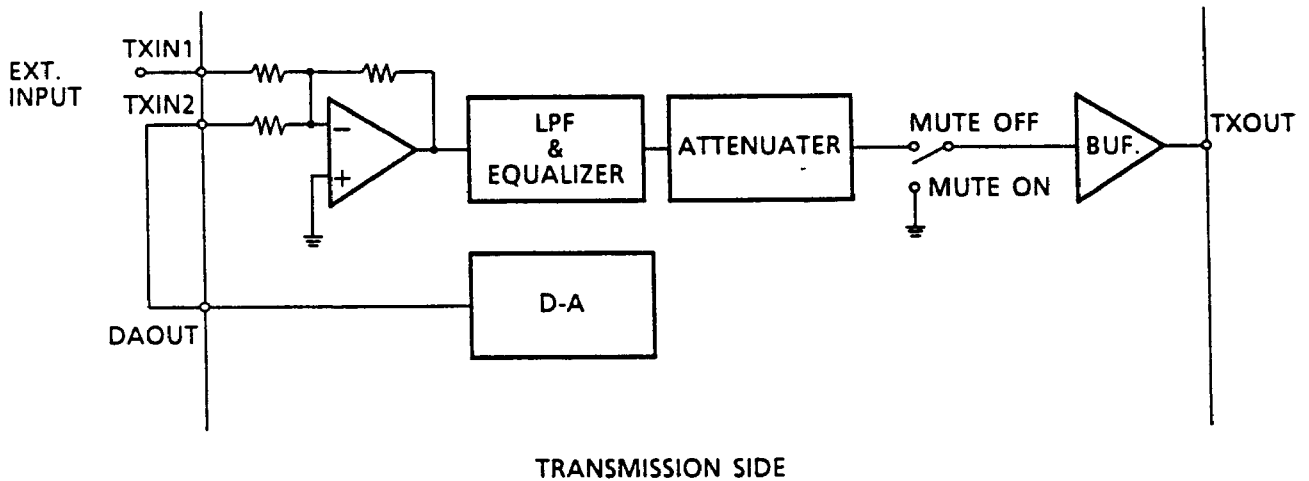 TXIN1
EXT.
INPUT
TXIN2
−
+
LPF
&
EQUALIZER
ATTENUATER
MUTE OFF
MUTE ON
BUF.
TXOUT
D-A
DAOUT
TRANSMISSION SIDE